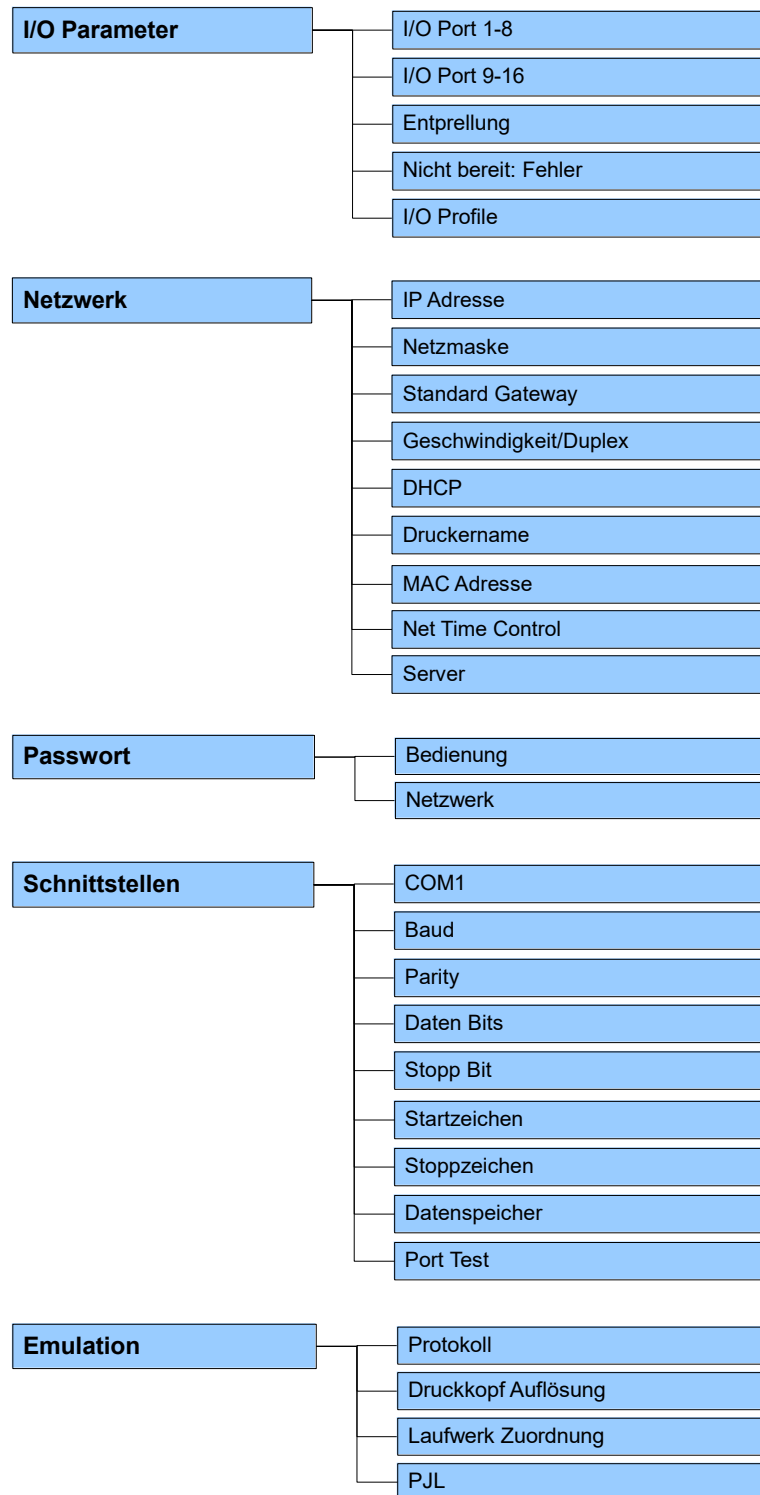 I/O Parameter
I/O Port 1-8
I/O Port 9-16
Entprellung
Nicht bereit: Fehler
I/O Profile
Netzwerk
IP Adresse
Netzmaske
Standard Gateway
Geschwindigkeit/Duplex
DHCP
Druckername
MAC Adresse
Net Time Control
Server
Passwort
Bedienung
Netzwerk
Schnittstellen
COM1
Baud
Parity
Daten Bits
Stopp Bit
Startzeichen
Stoppzeichen
Datenspeicher
Port Test
Emulation
Protokoll
Druckkopf Auflösung
Laufwerk Zuordnung
PJL